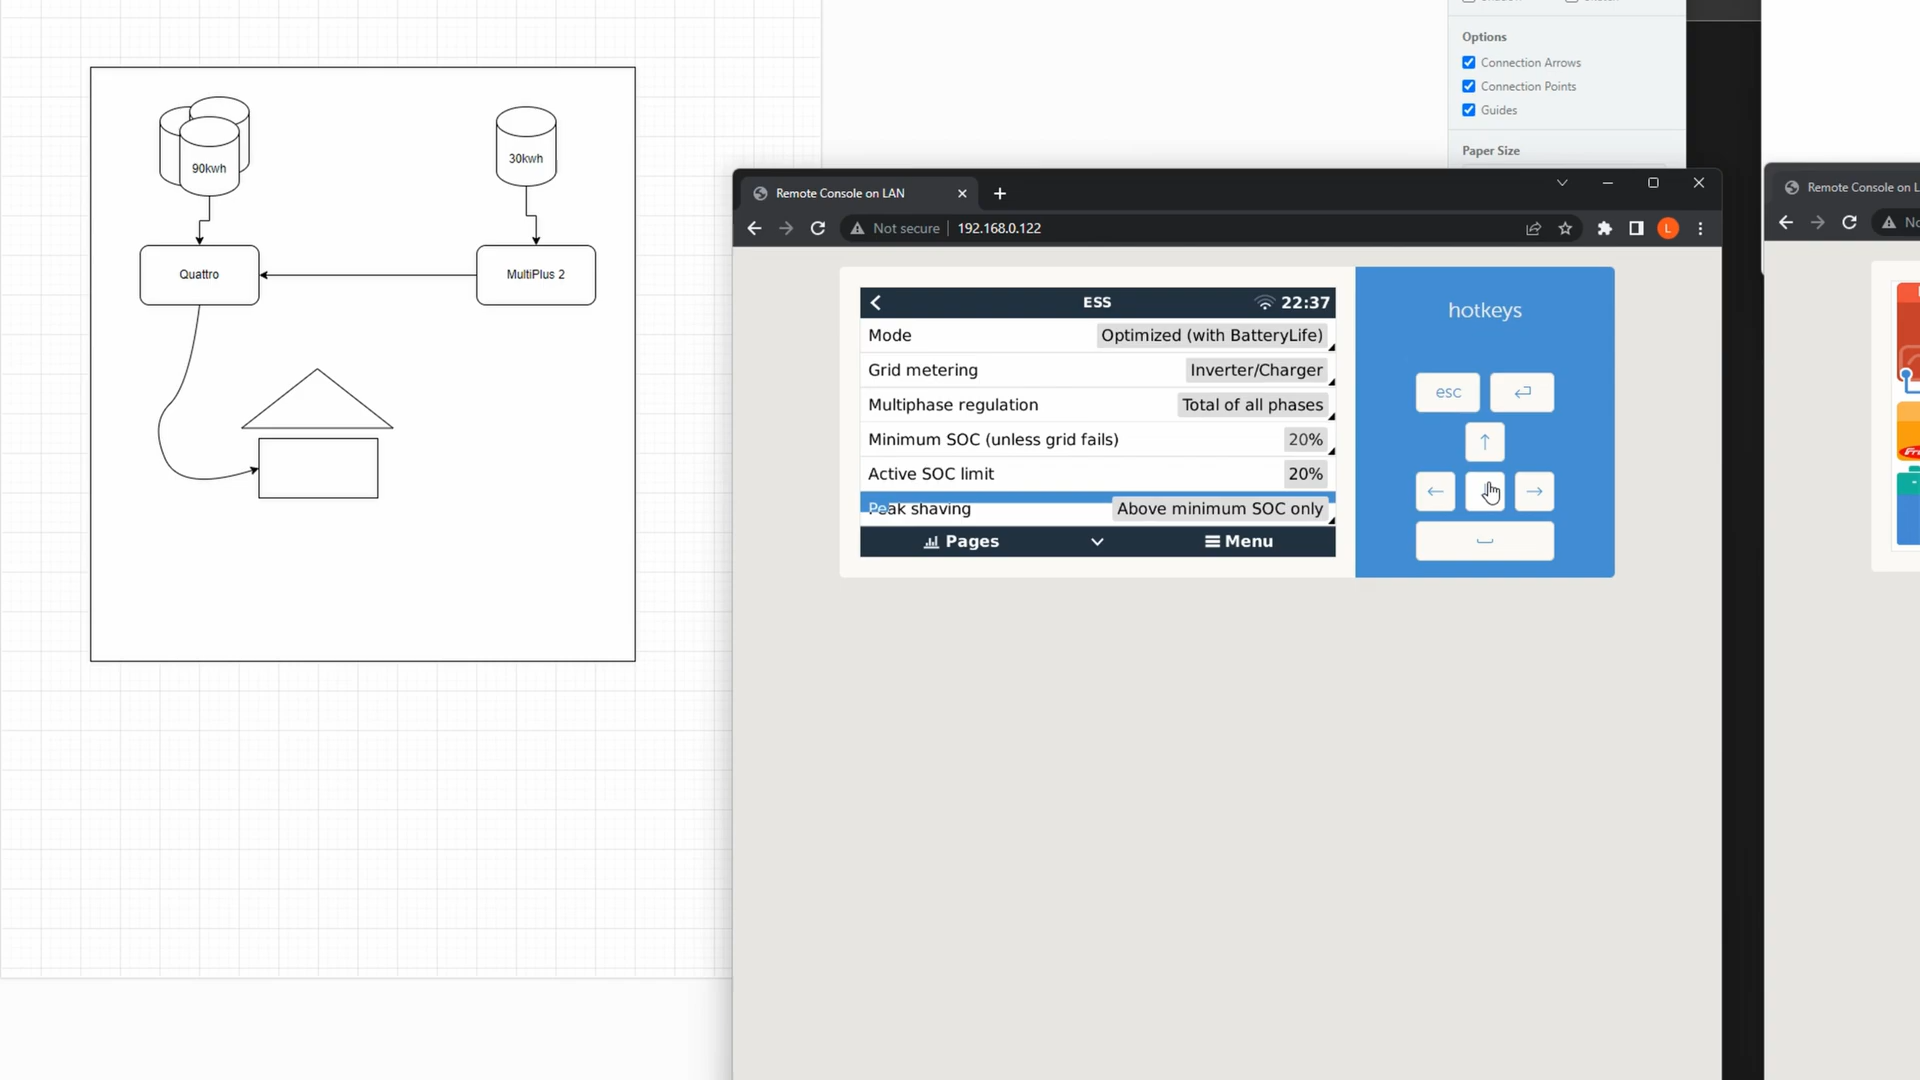 90kwh
30kwh
Quattro
MultiPlus 2
Options
Connection Arrows
Connection Points
Guides
Paper Size
Remote Console on LAN
Not secure
192.168.0.122
ESS
22:37
Mode
Optimized (with BatteryLife)
Grid metering
Inverter/Charger
Multiphase regulation
Total of all phases
Minimum SOC (unless grid fails)
20%
Active SOC limit
20%
Peak shaving
Above minimum SOC only
Pages
Menu
hotkeys
esc
L
Remote Console on L